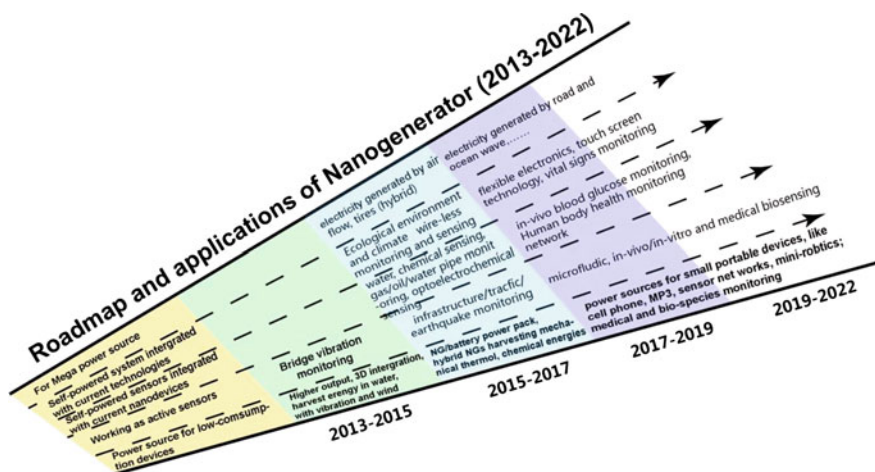 Roadmap and applications of Nanogenerator (2013-2022)
For Mega power source
Self-powered system intergrated
with current technologies
Self-powered sensors integrated
with current nanodevices
Working as active sensors
Power source for low-comsump-
tion devices
Bridge vibration
monitoring
Higher output, 3D intergration,
harvest erengy in water,
with vibration and wind
2013-2015
electricity generated by air
flow, tires (hybrid)
Ecological environment
and climate wire-less
monitoring and sensing
water, chemical sensing,
gas/oil/water pipe monit
-oring, optoelectrochemical
sensing
infrastructure/tracfic/
earthquake monitoring
NG/battery power pack,
hybrid NGs harvesting mecha-
nical thermol, chemical energies
2015-2017
electricity generated by road and
ocean wave,......
flexible electronics, touch screen
technology, vital signs monitoring
in-vivo blood glucose monitoring,
Human body health monitoring
network
microfludic, in-vivo/in-vitro and medical biosensing
power sources for small portable devices, like
cell phone, MP3, sensor net works, mini-robtics;
medical and bio-species monitoring
2017-2019
2019-2022